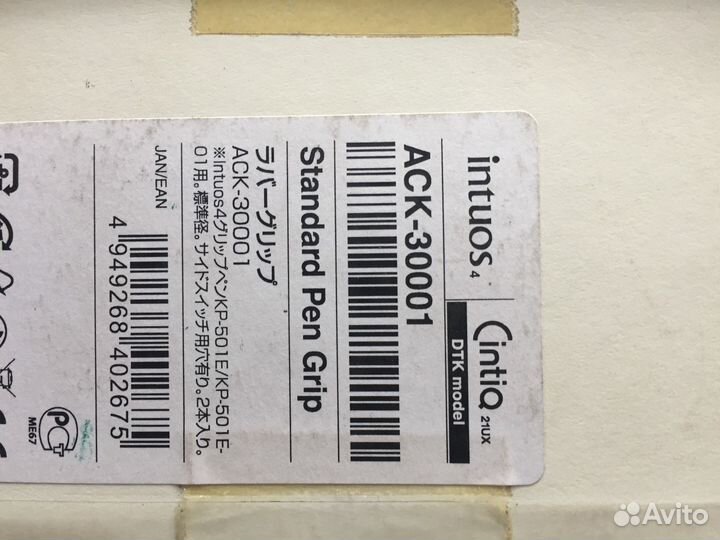 intuos4
Cintiq 21UX
DTK model
ACK-30001
Standard Pen Grip
ラバーグリップ
ACK-30001
※Intuos4グリップペンKP-501E/KP-501E-
01用。標準径。サイドスイッチ用穴有り。2本入り。
JAN/EAN
4 949268 402675
PCT
ME67
Avito